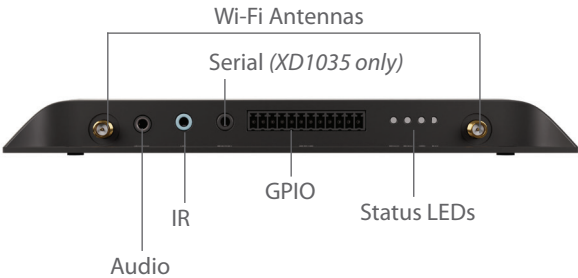 Wi-Fi Antennas
Serial (XD1035 only)
GPIO
IR
Status LEDs
Audio